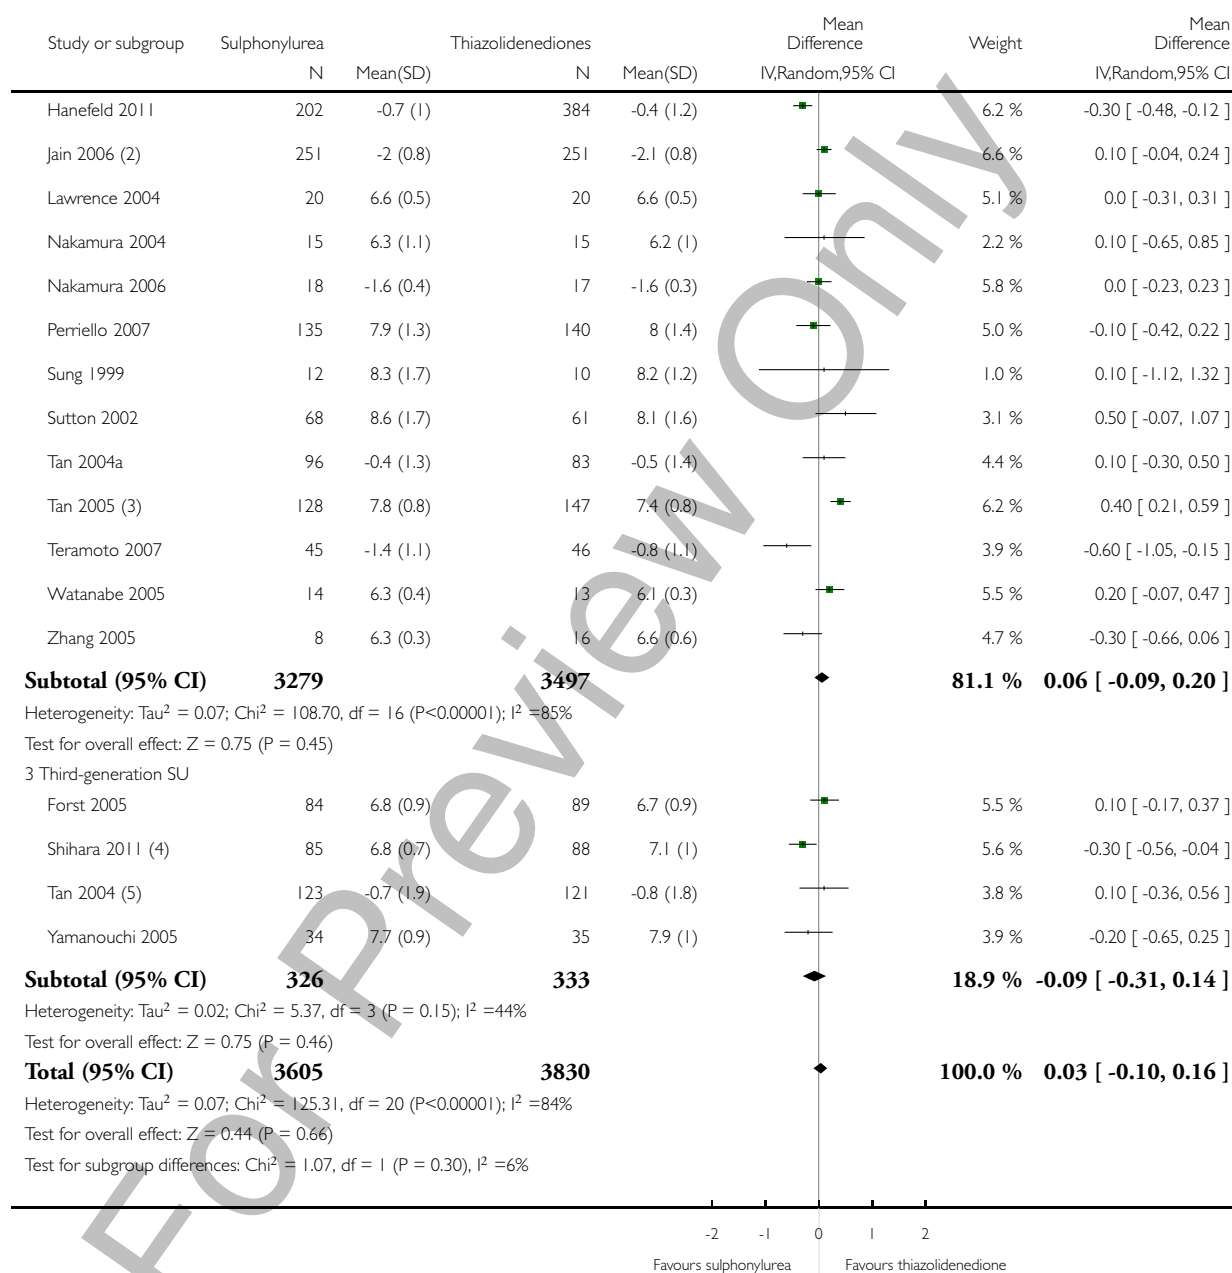 Study or subgroup Sulphonylurea Thiazolidenediones Mean Difference Weight Mean Difference
N Mean(SD) N Mean(SD) IV,Random,95% CI IV,Random,95% CI
Hanefeld 2011 202 -0.7 (1) 384 -0.4 (1.2) 6.2 % -0.30 [ -0.48, -0.12 ]
Jain 2006 (2) 251 -2 (0.8) 251 -2.1 (0.8) 6.6 % 0.10 [ -0.04, 0.24 ]
Lawrence 2004 20 6.6 (0.5) 20 6.6 (0.5) 5.1 % 0.0 [ -0.31, 0.31 ]
Nakamura 2004 15 6.3 (1.1) 15 6.2 (1) 2.2 % 0.10 [ -0.65, 0.85 ]
Nakamura 2006 18 -1.6 (0.4) 17 -1.6 (0.3) 5.8 % 0.0 [ -0.23, 0.23 ]
Perriello 2007 135 7.9 (1.3) 140 8 (1.4) 5.0 % -0.10 [ -0.42, 0.22 ]
Sung 1999 12 8.3 (1.7) 10 8.2 (1.2) 1.0 % 0.10 [ -1.12, 1.32 ]
Sutton 2002 68 8.6 (1.7) 61 8.1 (1.6) 3.1 % 0.50 [ -0.07, 1.07 ]
Tan 2004a 96 -0.4 (1.3) 83 -0.5 (1.4) 4.4 % 0.10 [ -0.30, 0.50 ]
Tan 2005 (3) 128 7.8 (0.8) 147 7.4 (0.8) 6.2 % 0.40 [ 0.21, 0.59 ]
Teramoto 2007 45 -1.4 (1.1) 46 -0.8 (1.1) 3.9 % -0.60 [ -1.05, -0.15 ]
Watanabe 2005 14 6.3 (0.4) 13 6.1 (0.3) 5.5 % 0.20 [ -0.07, 0.47 ]
Zhang 2005 8 6.3 (0.3) 16 6.6 (0.6) 4.7 % -0.30 [ -0.66, 0.06 ]
Subtotal (95% CI) 3279 3497 81.1 % 0.06 [ -0.09, 0.20 ]
Heterogeneity: Tau² = 0.07; Chi² = 108.70, df = 16 (P<0.00001); I² =85%
Test for overall effect: Z = 0.75 (P = 0.45)
3 Third-generation SU
Forst 2005 84 6.8 (0.9) 89 6.7 (0.9) 5.5 % 0.10 [ -0.17, 0.37 ]
Shihara 2011 (4) 85 6.8 (0.7) 88 7.1 (1) 5.6 % -0.30 [ -0.56, -0.04 ]
Tan 2004 (5) 123 -0.7 (1.9) 121 -0.8 (1.8) 3.8 % 0.10 [ -0.36, 0.56 ]
Yamanouchi 2005 34 7.7 (0.9) 35 7.9 (1) 3.9 % -0.20 [ -0.65, 0.25 ]
Subtotal (95% CI) 326 333 18.9 % -0.09 [ -0.31, 0.14 ]
Heterogeneity: Tau² = 0.02; Chi² = 5.37, df = 3 (P = 0.15); I² =44%
Test for overall effect: Z = 0.75 (P = 0.46)
Total (95% CI) 3605 3830 100.0 % 0.03 [ -0.10, 0.16 ]
Heterogeneity: Tau² = 0.07; Chi² = 125.31, df = 20 (P<0.00001); I² =84%
Test for overall effect: Z = 0.44 (P = 0.66)
Test for subgroup differences: Chi² = 1.07, df = 1 (P = 0.30), I² =6%
-2 -1 0 1 2
Favours sulphonylurea Favours thiazolidenedione
For Preview Only